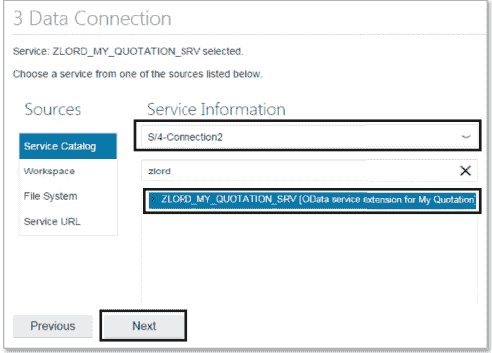 3 Data Connection
Service: ZLORD_MY_QUOTATION_SRV selected.
Choose a service from one of the sources listed below.
Sources
Service Information
Service Catalog
Workspace
File System
Service URL
S/4-Connection2
zlord
ZLORD_MY_QUOTATION_SRV [OData service extension for My Quotation
Previous
Next